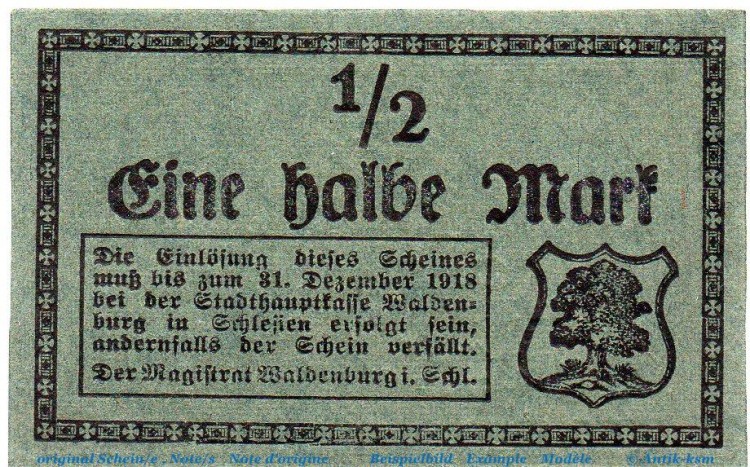 1/2
Eine halbe Mark
Die Einlösung dieses Scheines
muß bis zum 31. Dezember 1918
bei der Stadthauptkasse Walden=
burg in Schlesien erfolgt sein,
andernfalls der Schein verfällt.
Der Magistrat Waldenburg i. Schl.
original Schein/e . Note/s . Note d'origine Beispielbild . Example . Modèle © Antik-ksm